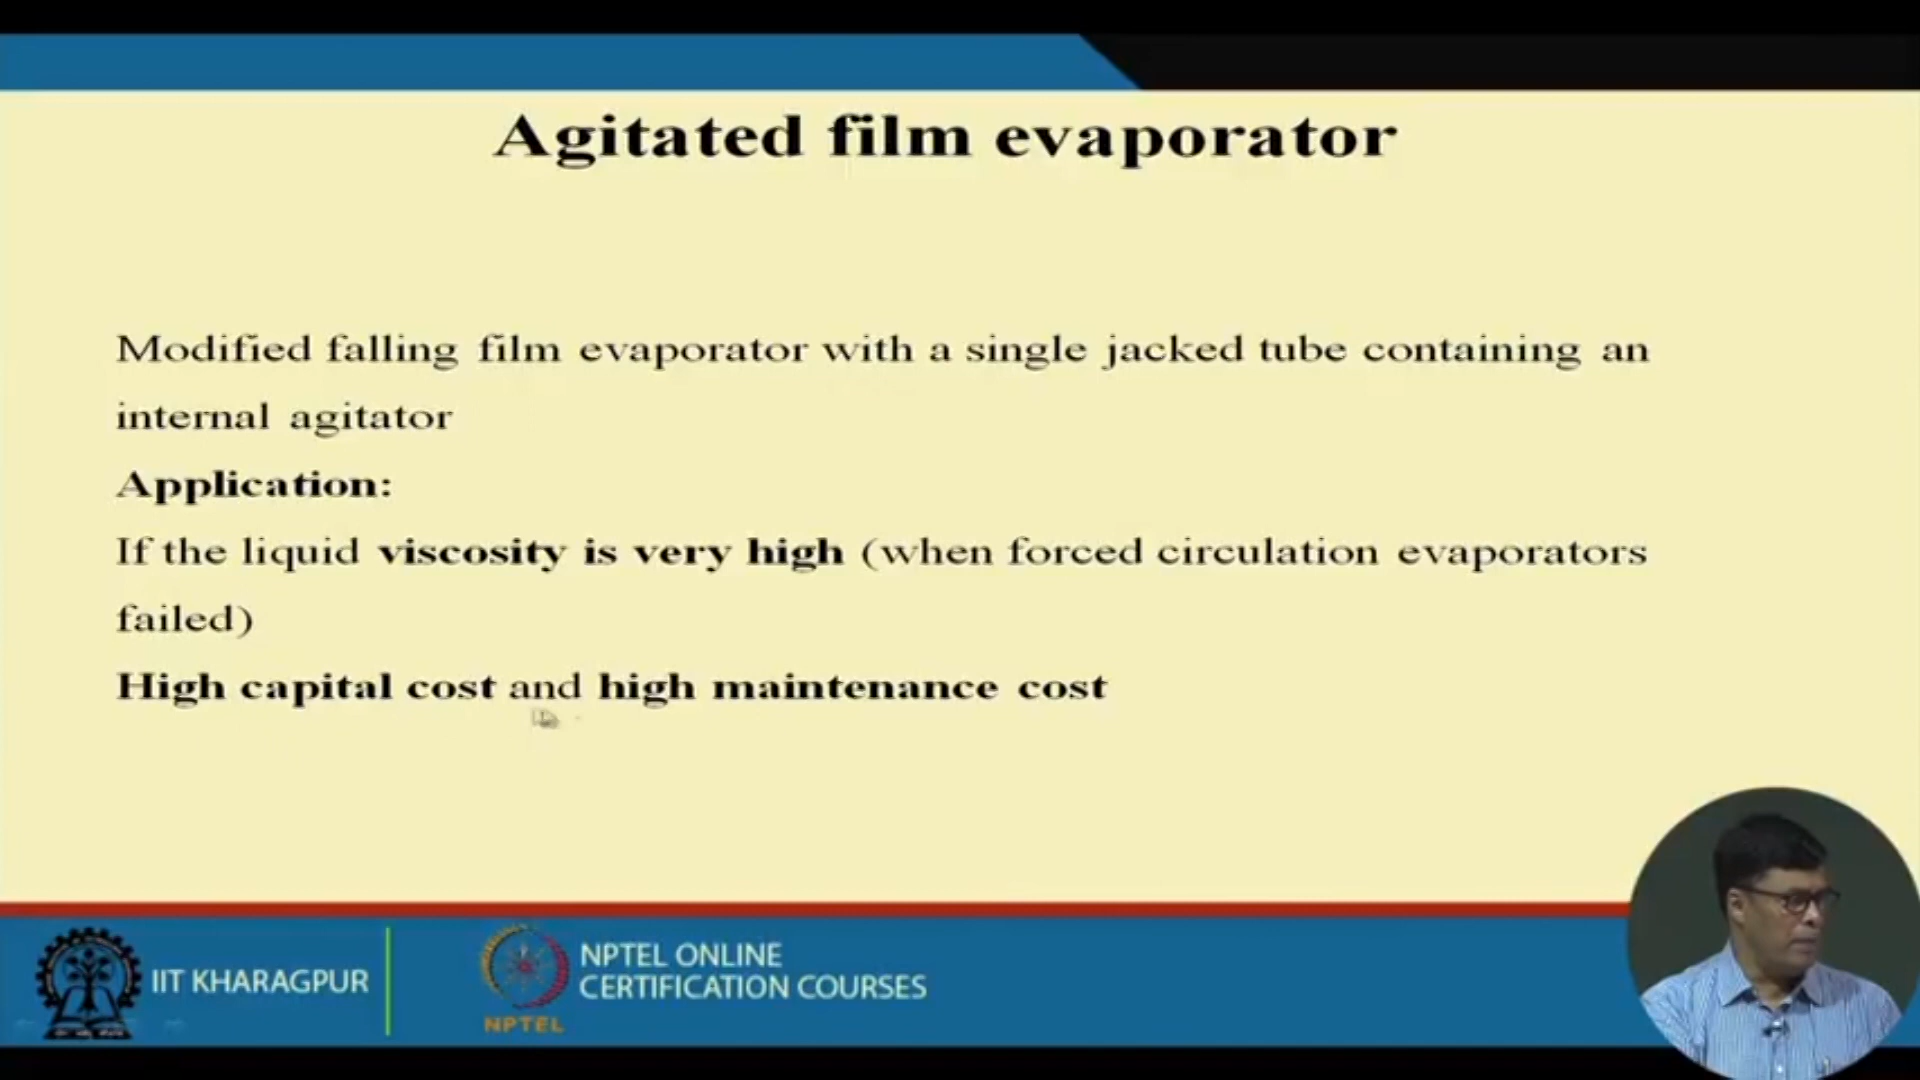 Agitated film evaporator
Modified falling film evaporator with a single jacked tube containing an
internal agitator
Application:
If the liquid viscosity is very high (when forced circulation evaporators
failed)
High capital cost and high maintenance cost
IIT KHARAGPUR
NPTEL ONLINE
CERTIFICATION COURSES
NPTEL